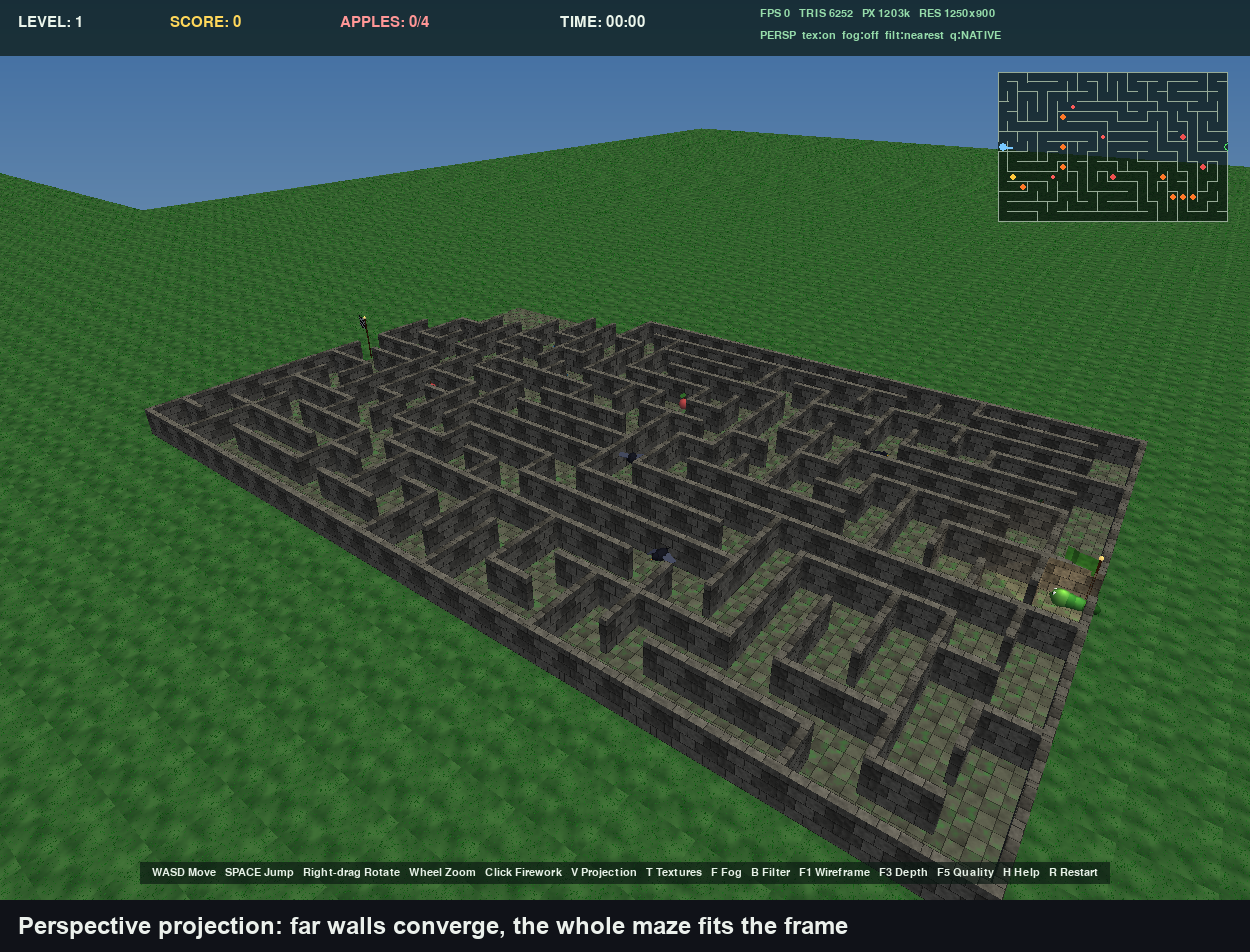 LEVEL: 1 SCORE: 0 APPLES: 0/4 TIME: 00:00
FPS 0 TRIS 6252 PX 1203k RES 1250x900
PERSP tex:on fog:off filt:nearest q:NATIVE
WASD Move SPACE Jump Right-drag Rotate Wheel Zoom Click Firework V Projection T Textures F Fog B Filter F1 Wireframe F3 Depth F5 Quality H Help R Restart
Perspective projection: far walls converge, the whole maze fits the frame